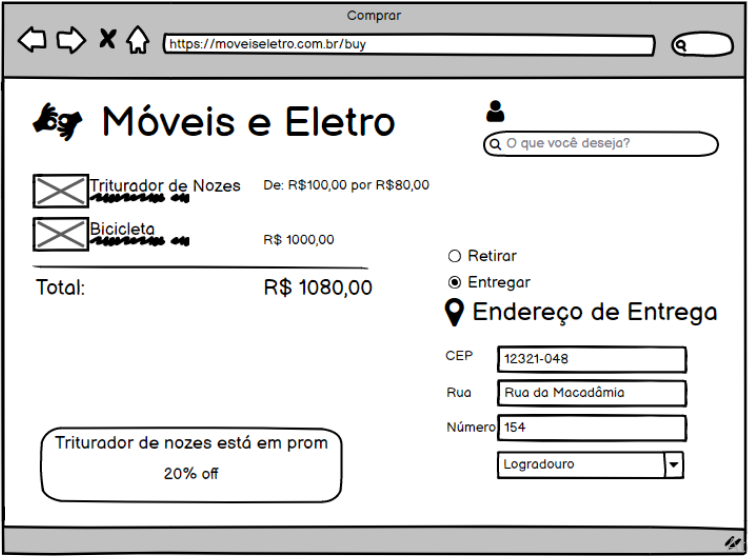 Comprar
https://moveiseletro.com.br/buy
Móveis e Eletro
O que você deseja?
Triturador de Nozes De: R$100,00 por R$80,00
Bicicleta R$ 1000,00
Total: R$ 1080,00
Retirar
Entregar
Endereço de Entrega
CEP 12321-048
Rua Rua da Macadâmia
Número 154
Logradouro
Triturador de nozes está em prom
20% off